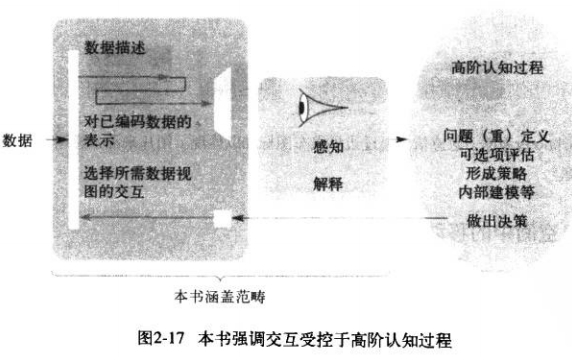 数据描述
对已编码数据的
表示
选择所需数据视
图的交互
数据
感知
解释
高阶认知过程
问题（重）定义
可选项评估
形成策略
内部建模等
做出决策
本书涵盖范畴
图2-17 本书强调交互受控于高阶认知过程